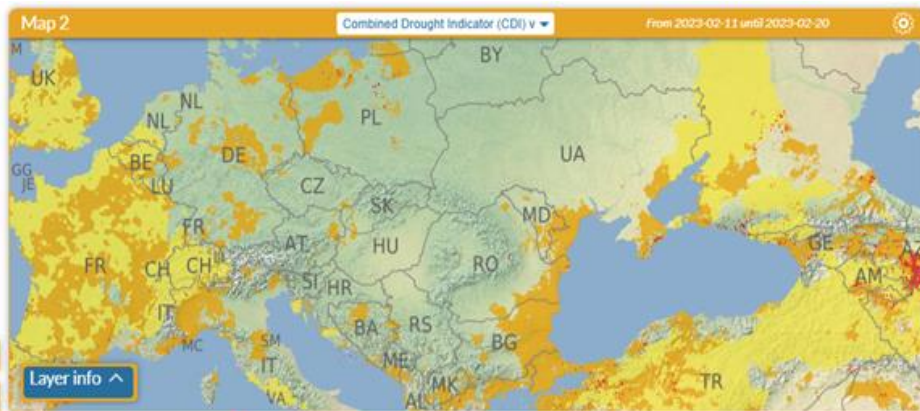 Map 2
Combined Drought Indicator (CDI) v
From 2023-02-11 until 2023-02-20
M
BY
UK
NL
NL
PL
BE
DE
UA
GG
JE
LU
CZ
SK
MD
FR
AT
HU
FR
CH
CH
RO
GE
SI
HR
AM
IT
BA
RS
MC
SM
IT
ME
BG
VA
MK
AL
TR
Layer info